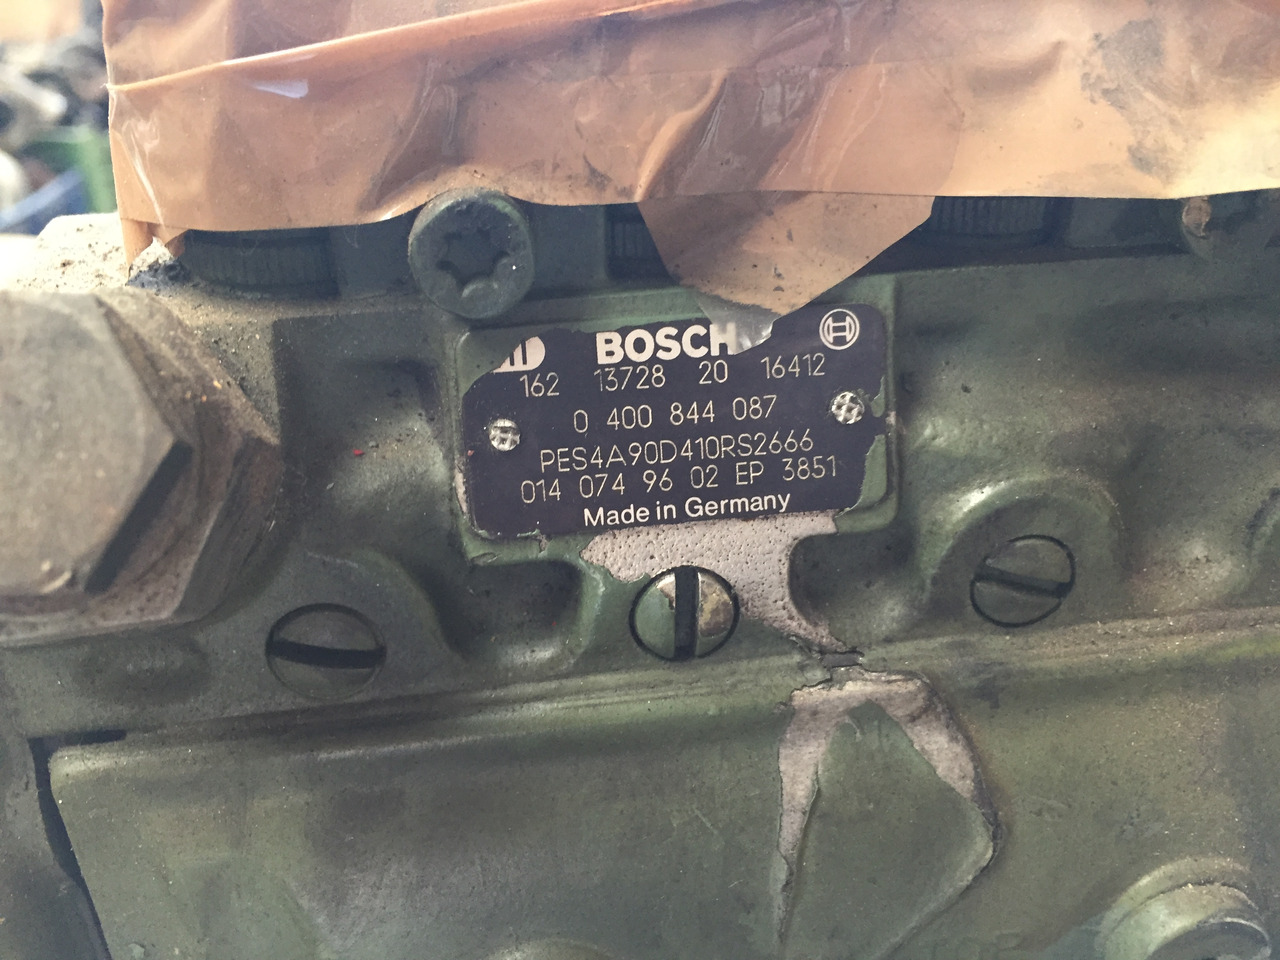 BOSCH
162 13728 20 16412
0 400 844 087
PES4A90D410RS2666
014 074 96 02 EP 3851
Made in Germany